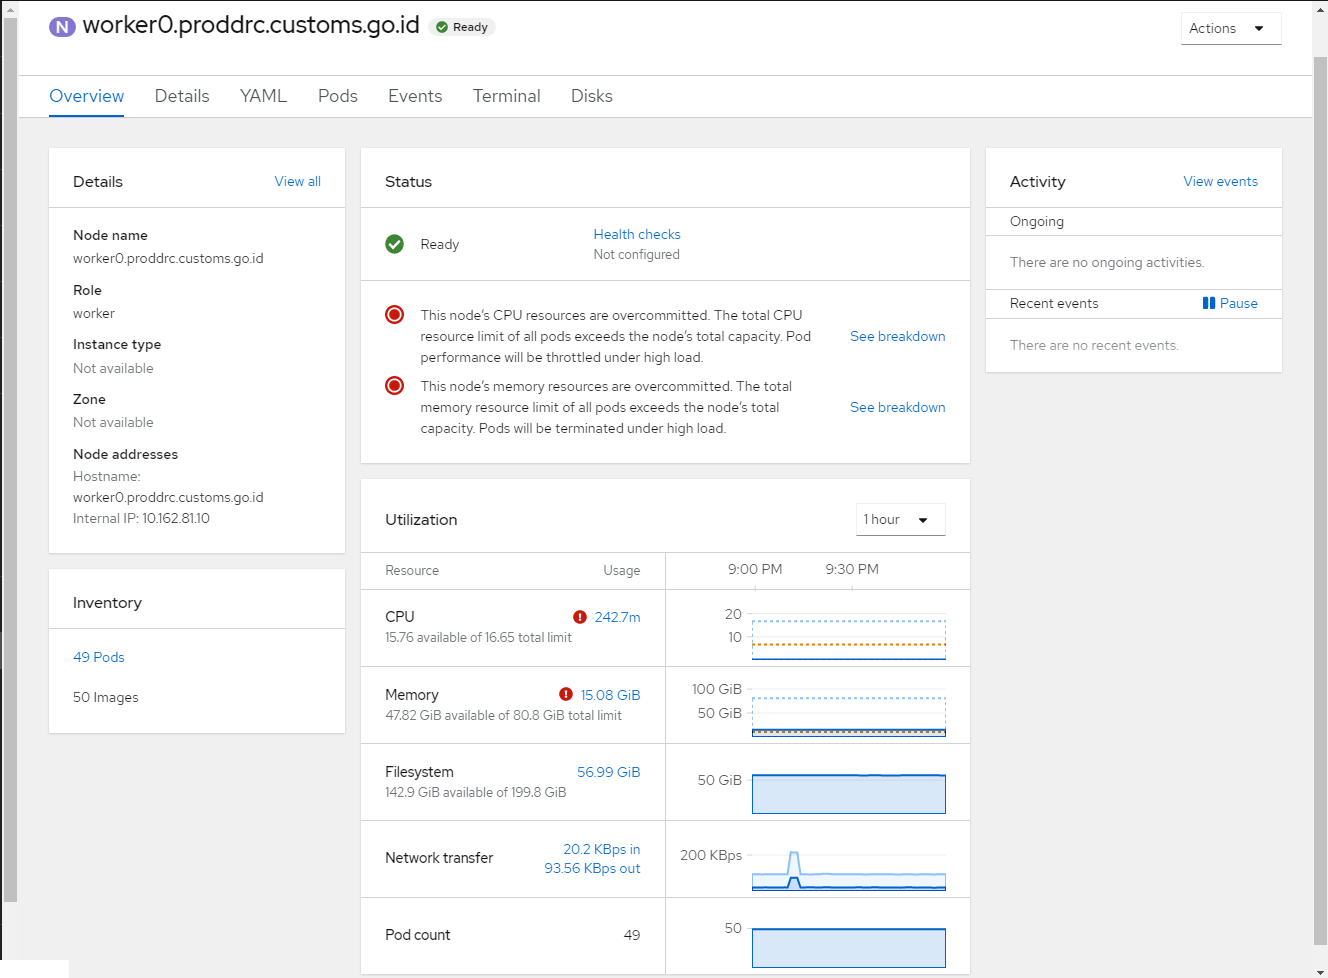 N worker0.proddrc.customs.go.id Ready
Actions
Overview Details YAML Pods Events Terminal Disks
Details View all
Node name
worker0.proddrc.customs.go.id
Role
worker
Instance type
Not available
Zone
Not available
Node addresses
Hostname:
worker0.proddrc.customs.go.id
Internal IP: 10.162.81.10
Inventory
49 Pods
50 Images
Status
Ready
Health checks
Not configured
This node's CPU resources are overcommitted. The total CPU
resource limit of all pods exceeds the node's total capacity. Pod
performance will be throttled under high load.
See breakdown
This node's memory resources are overcommitted. The total
memory resource limit of all pods exceeds the node's total
capacity. Pods will be terminated under high load.
See breakdown
Utilization
1 hour
Resource Usage
9:00 PM 9:30 PM
CPU 242.7m
15.76 available of 16.65 total limit
20
10
Memory 15.08 GiB
47.82 GiB available of 80.8 GiB total limit
100 GiB
50 GiB
Filesystem 56.99 GiB
142.9 GiB available of 199.8 GiB
50 GiB
Network transfer
20.2 KBps in
93.56 KBps out
200 KBps
Pod count 49
50
Activity View events
Ongoing
There are no ongoing activities.
Recent events Pause
There are no recent events.